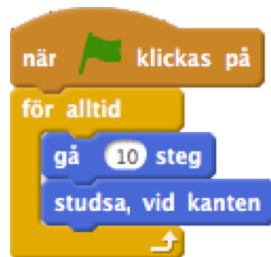 när klickas på
för alltid
gå 10 steg
studsa, vid kanten